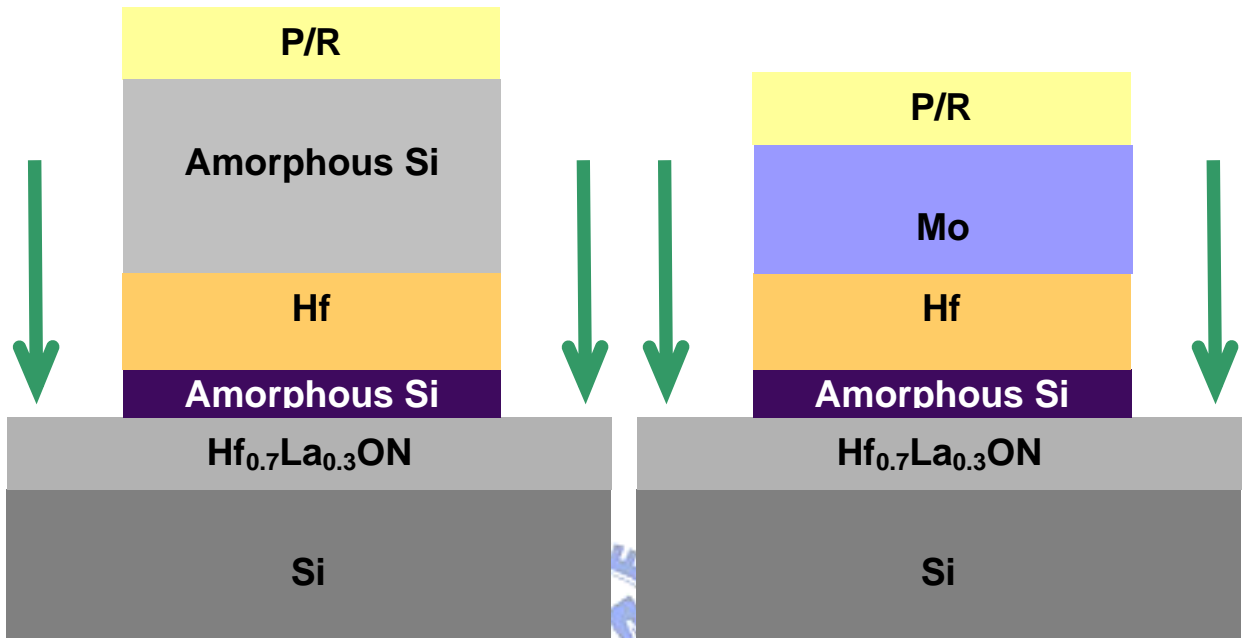 P/R
Amorphous Si
Hf
Amorphous Si
Hf₀.₇La₀.₃ON
Si
P/R
Mo
Hf
Amorphous Si
Hf₀.₇La₀.₃ON
Si